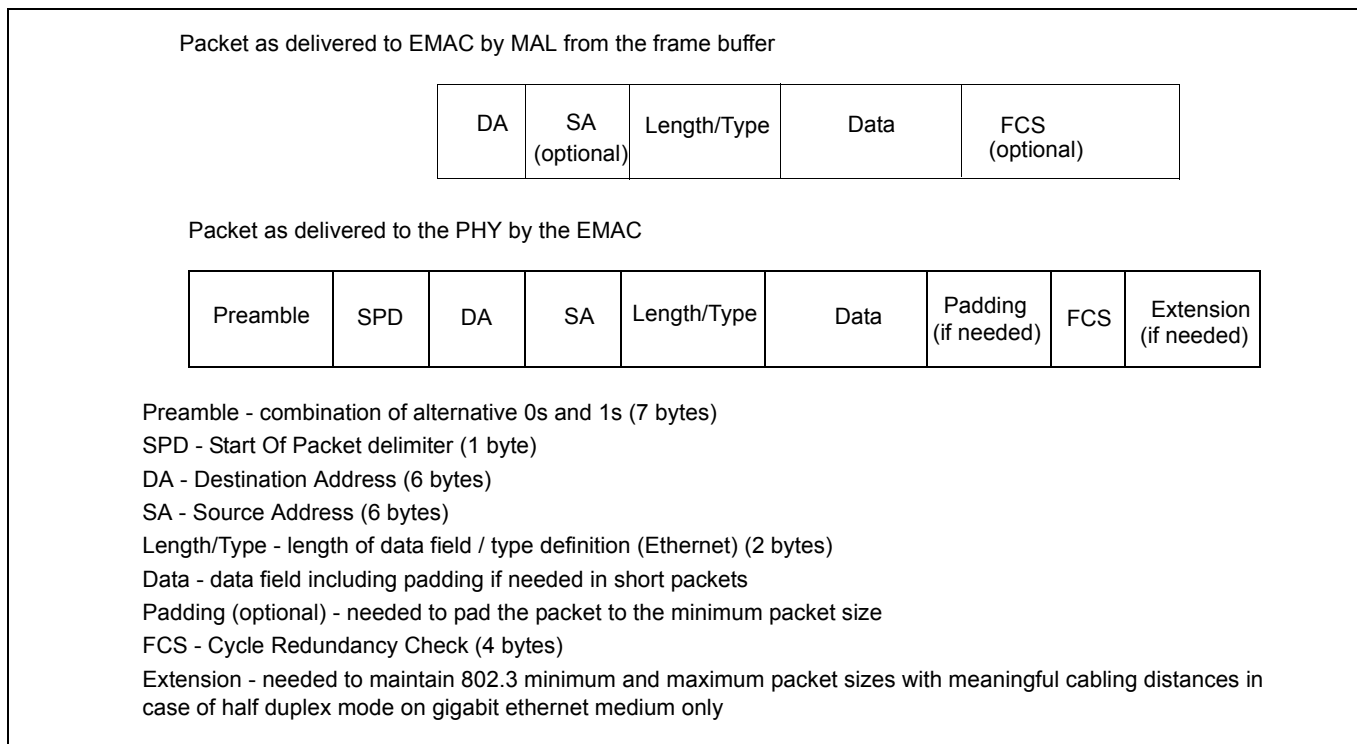 Packet as delivered to EMAC by MAL from the frame buffer
DA
SA
(optional)
Length/Type
Data
FCS
(optional)
Packet as delivered to the PHY by the EMAC
Preamble
SPD
DA
SA
Length/Type
Data
Padding
(if needed)
FCS
Extension
(if needed)
Preamble - combination of alternative 0s and 1s (7 bytes)
SPD - Start Of Packet delimiter (1 byte)
DA - Destination Address (6 bytes)
SA - Source Address (6 bytes)
Length/Type - length of data field / type definition (Ethernet) (2 bytes)
Data - data field including padding if needed in short packets
Padding (optional) - needed to pad the packet to the minimum packet size
FCS - Cycle Redundancy Check (4 bytes)
Extension - needed to maintain 802.3 minimum and maximum packet sizes with meaningful cabling distances in
case of half duplex mode on gigabit ethernet medium only